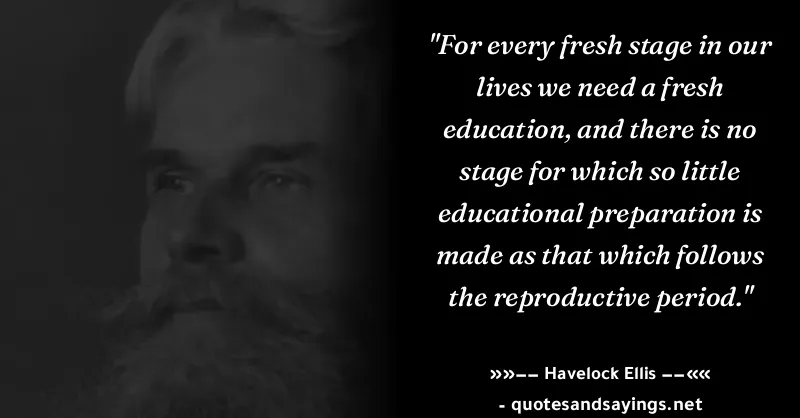 "For every fresh stage in our
lives we need a fresh
education, and there is no
stage for which so little
educational preparation is
made as that which follows
the reproductive period."
»»−− Havelock Ellis −−««
- quotesandsayings.net